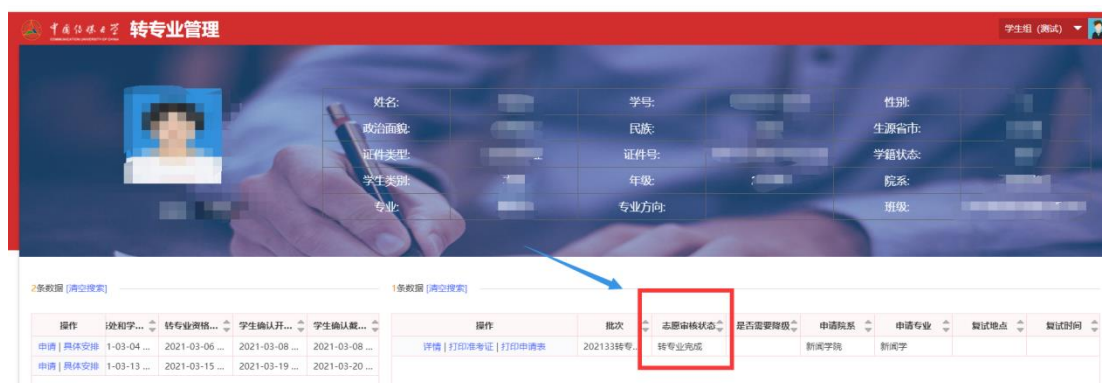 中国传媒大学 转专业管理 学生组 (测试)
COMMUNICATION UNIVERSITY OF CHINA
姓名: 学号: 性别:
政治面貌: 民族: 生源省市:
证件类型: 证件号: 学籍状态:
学生类别: 年级: 院系:
专业: 专业方向: 班级:
2条数据 [清空搜索] 1条数据 [清空搜索]
操作 处和学... 转专业资格... 学生确认开... 学生确认截... 操作 批次 志愿审核状态 是否需要降级 申请院系 申请专业 复试地点 复试时间
申请 | 具体安排 1-03-04 ... 2021-03-06 ... 2021-03-08 ... 2021-03-08 ... 详情 | 打印准考证 | 打印申请表 202133转专... 转专业完成 新闻学院 新闻学
申请 | 具体安排 1-03-13 ... 2021-03-15 ... 2021-03-19 ... 2021-03-20 ...